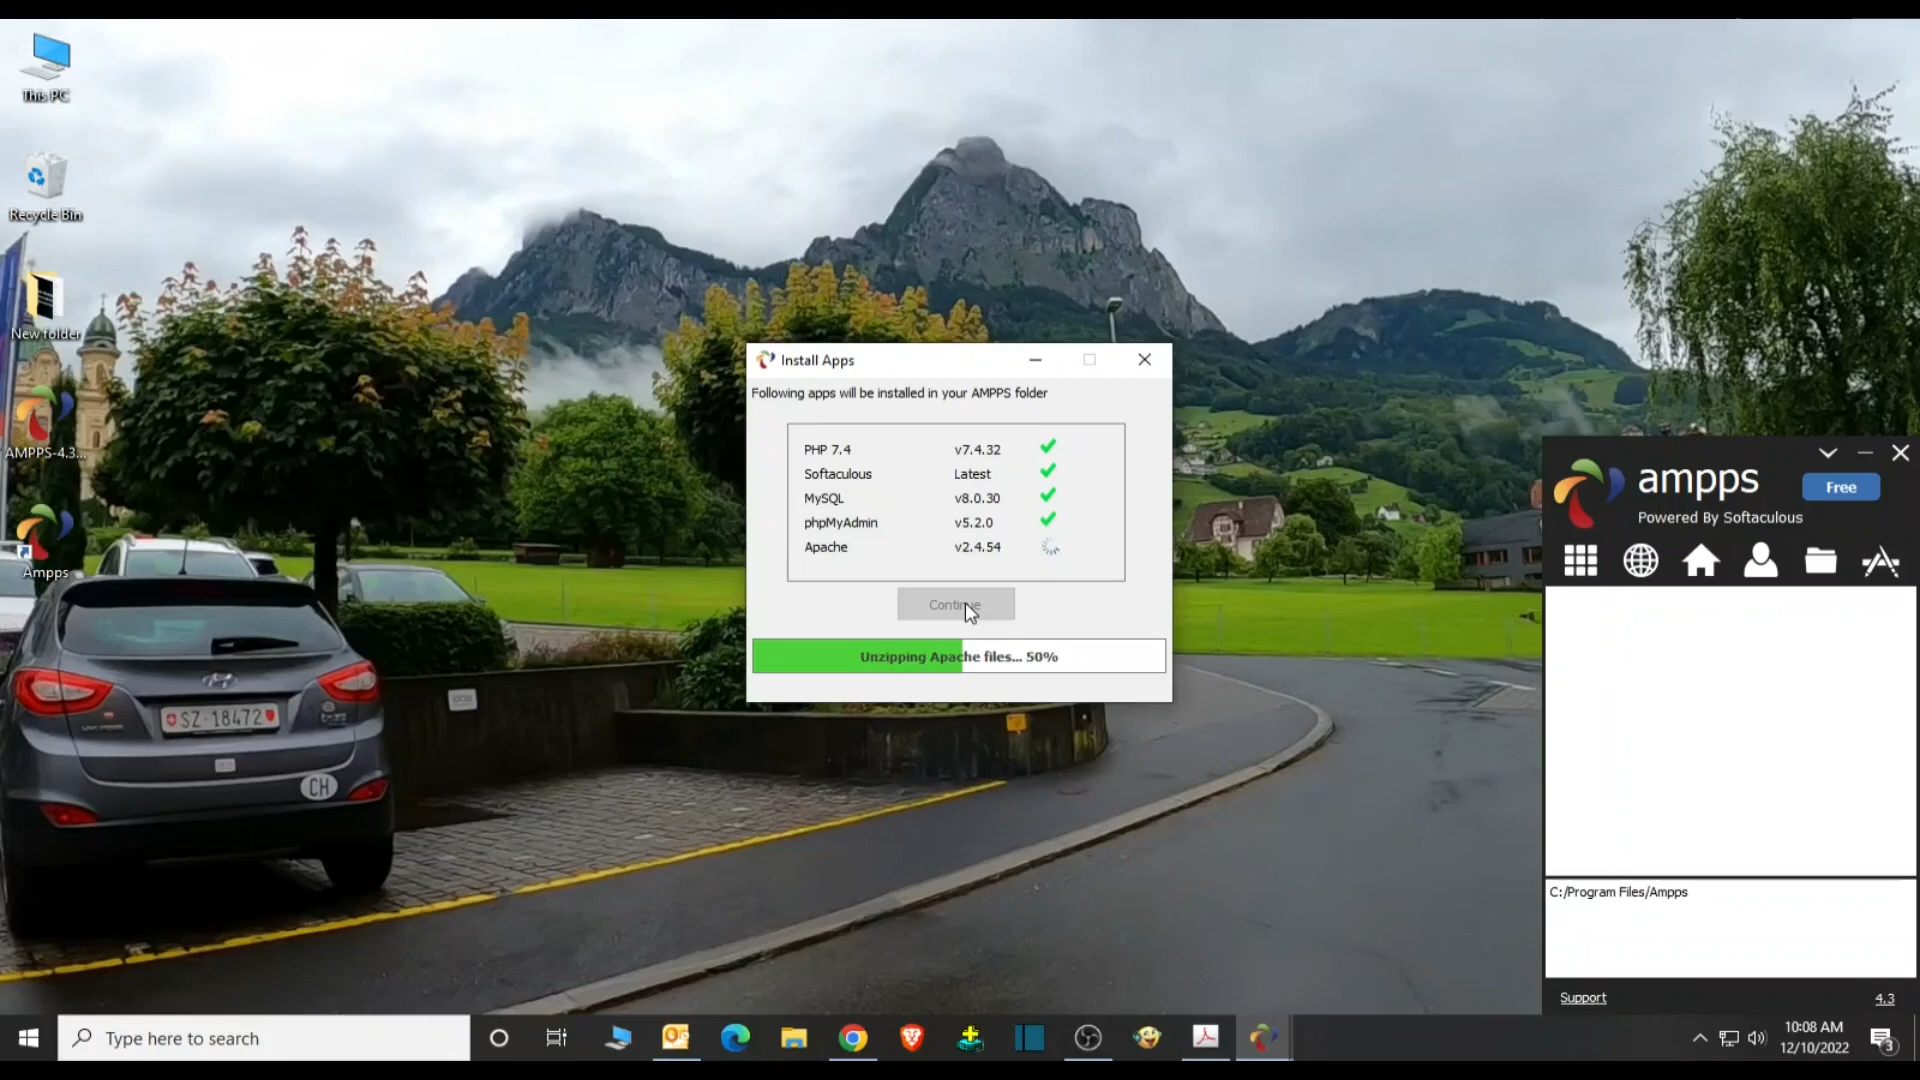 This PC
Recycle Bin
New folder
AMPPS-4.3...
Ampps
Install Apps
Following apps will be installed in your AMPPS folder
PHP 7.4 v7.4.32
Softaculous Latest
MySQL v8.0.30
phpMyAdmin v5.2.0
Apache v2.4.54
Continue
Unzipping Apache files... 50%
ampps
Free
Powered By Softaculous
C:/Program Files/Ampps
Support
4.3
SZ·18472
CH
Type here to search
10:08 AM
12/10/2022
3